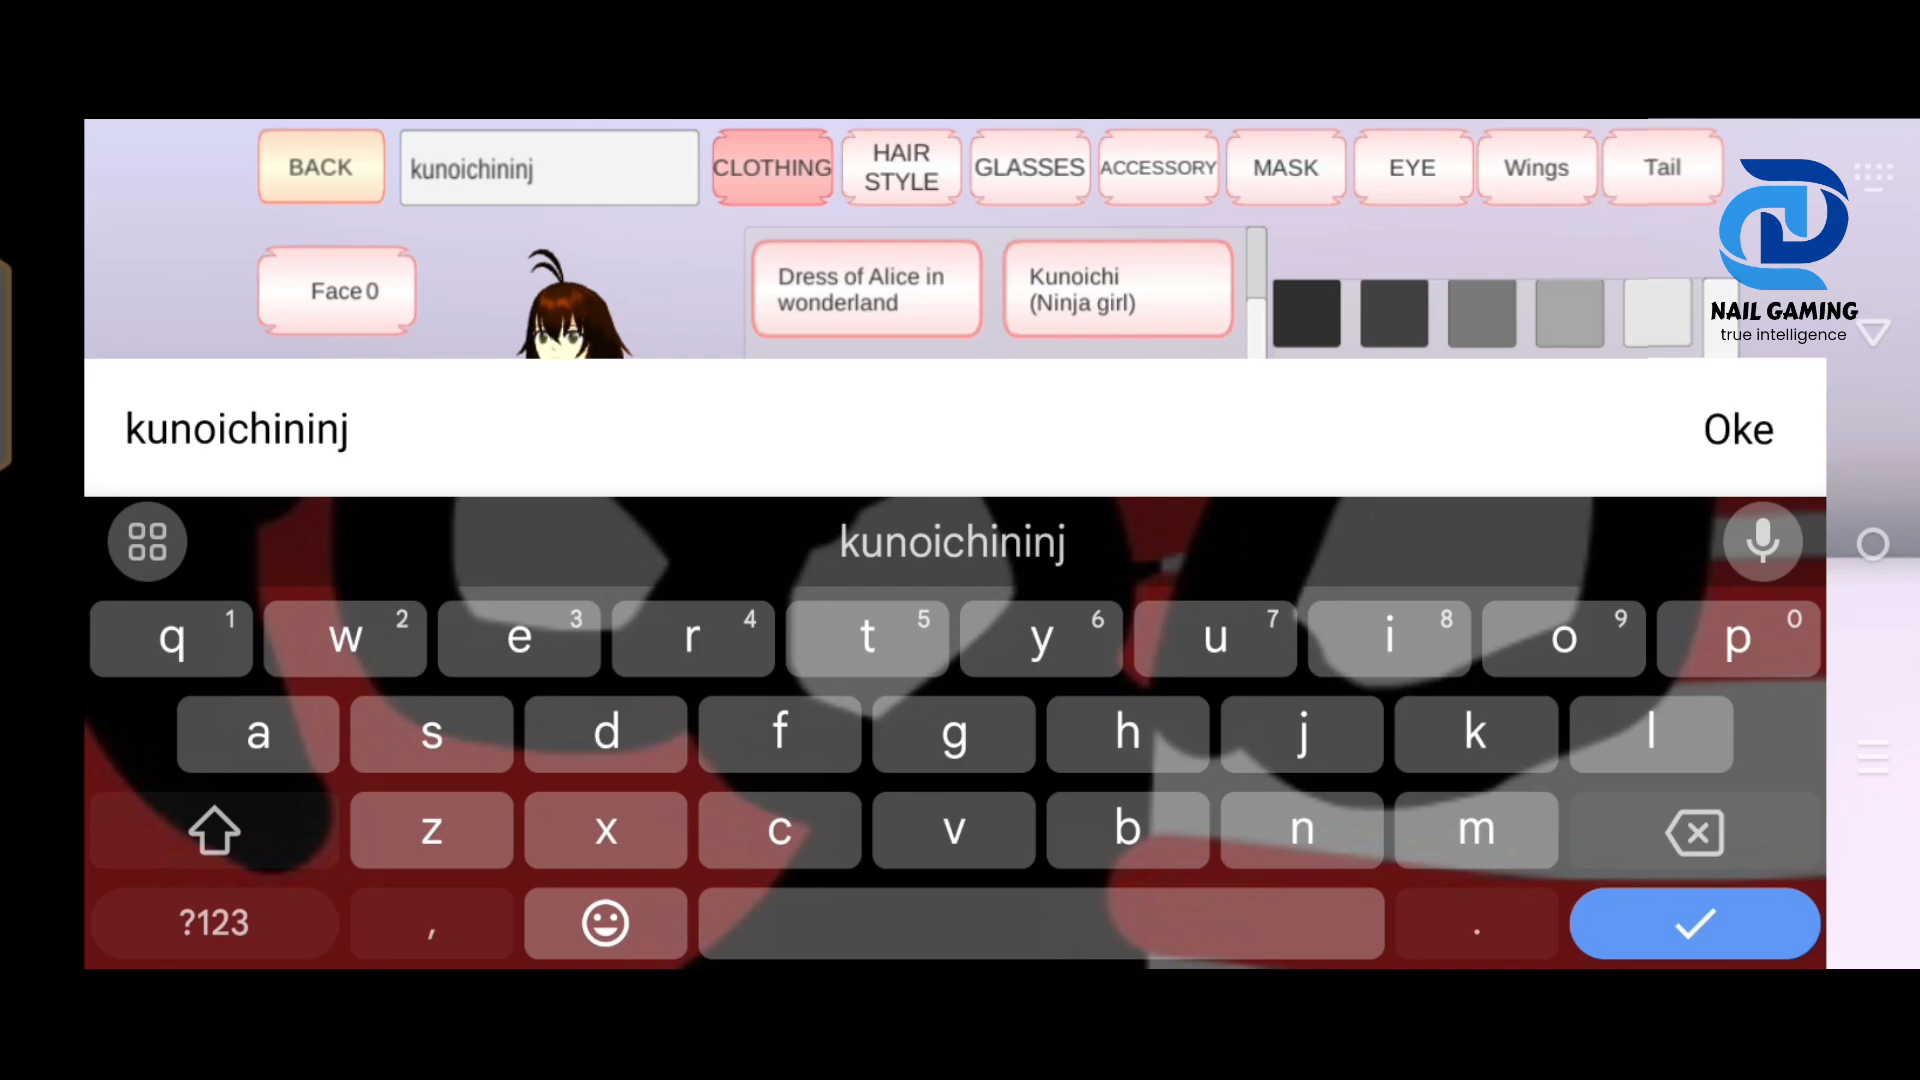 BACK
kunoichininj
CLOTHING
HAIR
STYLE
GLASSES
ACCESSORY
MASK
EYE
Wings
Tail
Face 0
Dress of Alice in
wonderland
Kunoichi
(Ninja girl)
NAIL GAMING
true intelligence
kunoichininj
Oke
kunoichininj
q 1 w 2 e 3 r 4 t 5 y 6 u 7 i 8 o 9 p 0
a s d f g h j k l
z x c v b n m
?123 , .